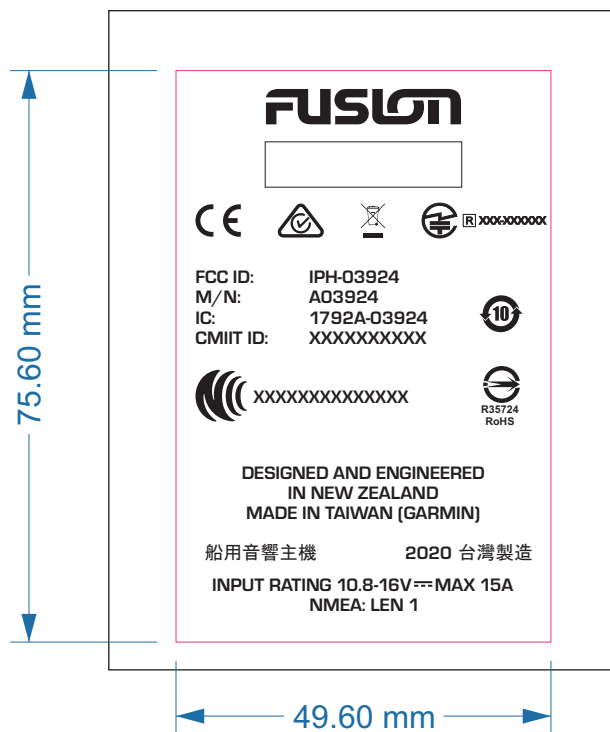 FUSION
CE
R XXX-XXXXXX
FCC ID: IPH-03924
M/N: A03924
IC: 1792A-03924
CMIIT ID: XXXXXXXXXX
10
XXXXXXXXXXXXXXX
R35724
RoHS
DESIGNED AND ENGINEERED
IN NEW ZEALAND
MADE IN TAIWAN (GARMIN)
船用音響主機 2020 台灣製造
INPUT RATING 10.8-16V⎓MAX 15A
NMEA: LEN 1
75.60 mm
49.60 mm